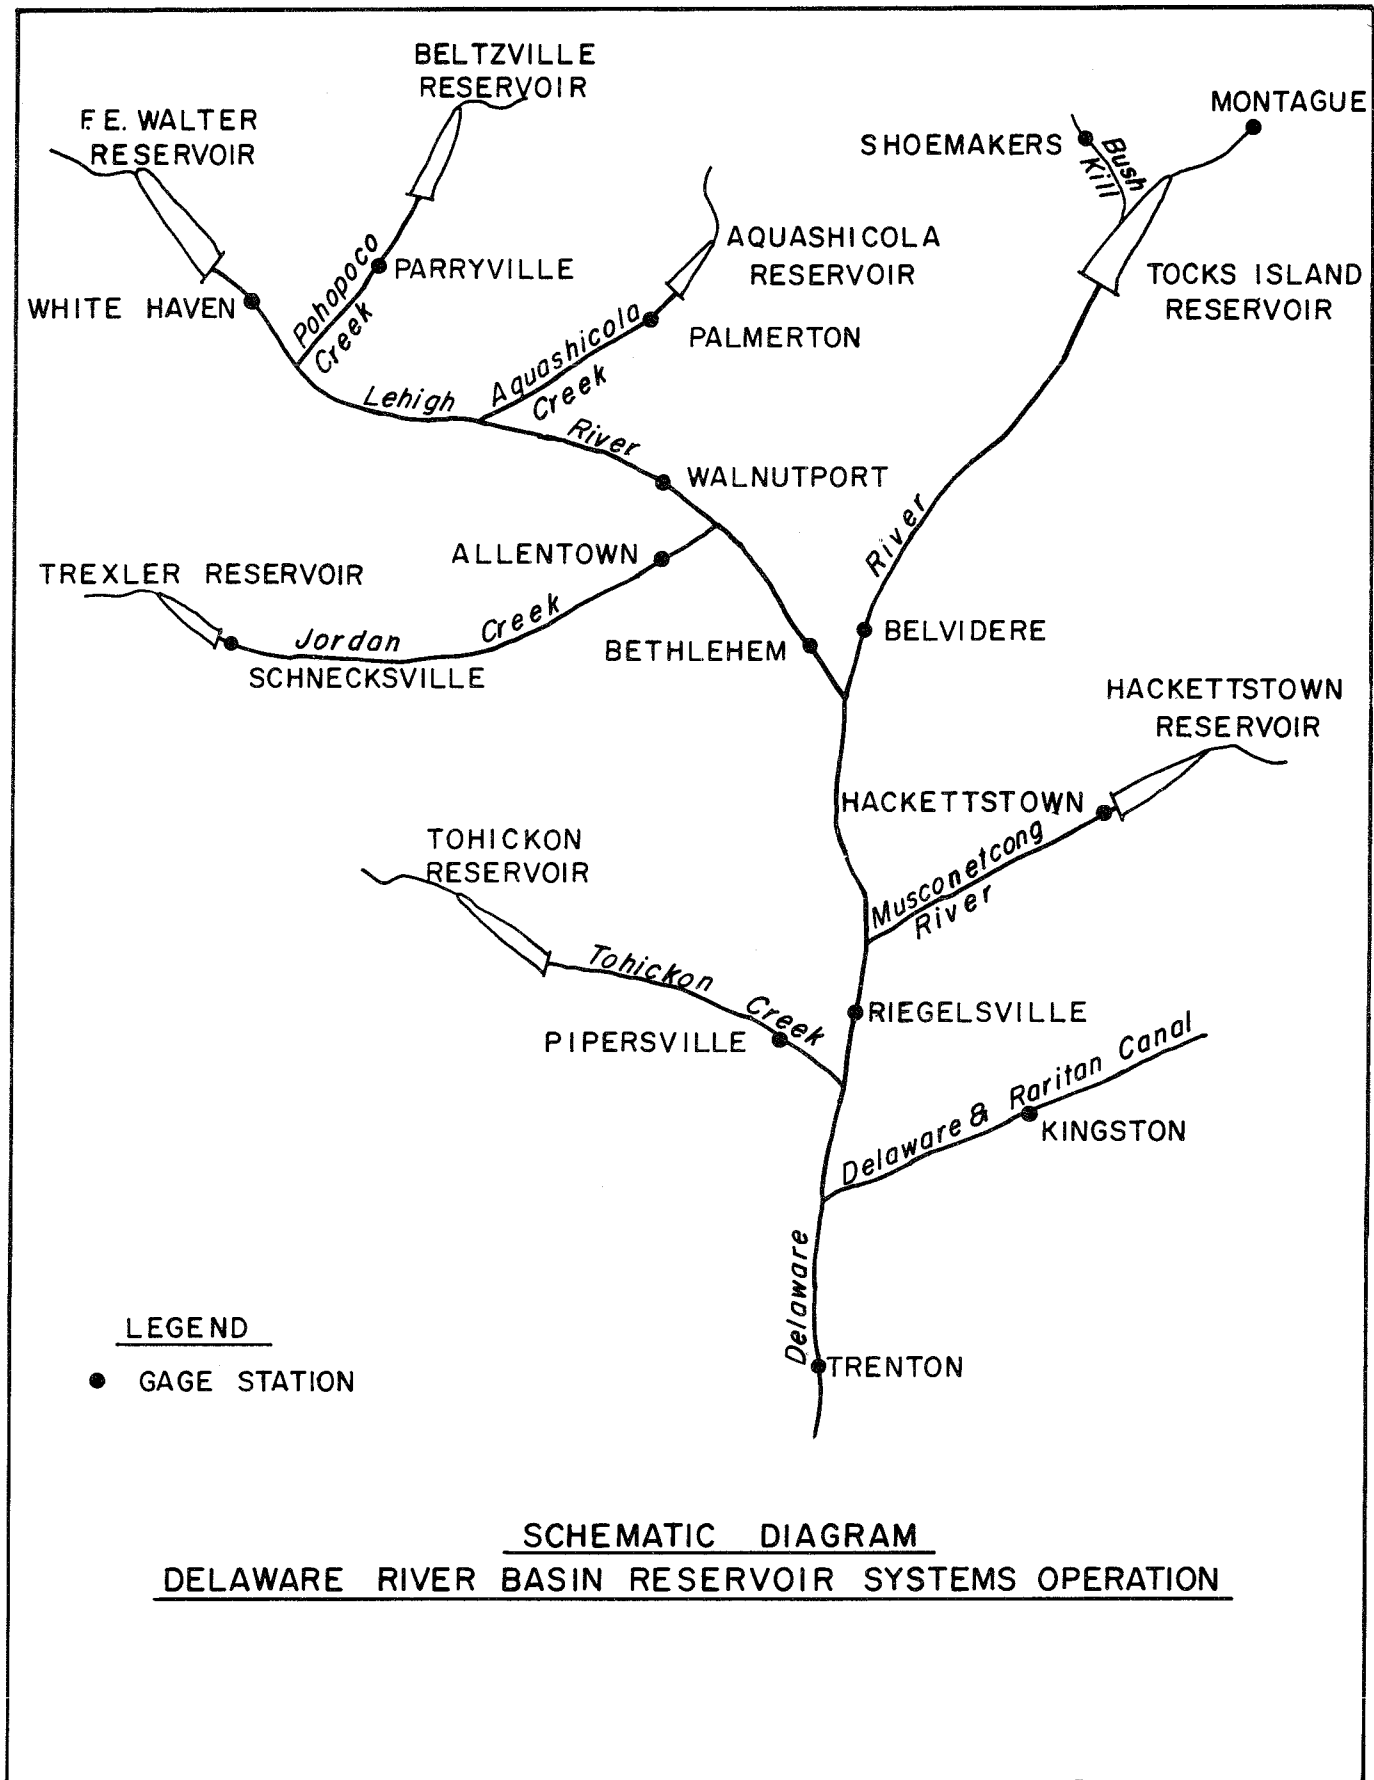 BELTZVILLE
RESERVOIR
F.E. WALTER
RESERVOIR
MONTAGUE
SHOEMAKERS
Bush
Kill
AQUASHICOLA
RESERVOIR
Pohopoco
Creek
PARRYVILLE
TOCKS ISLAND
RESERVOIR
WHITE HAVEN
Aquashicola
Creek
PALMERTON
Lehigh
River
WALNUTPORT
River
ALLENTOWN
TREXLER RESERVOIR
Jordan Creek
SCHNECKSVILLE
BETHLEHEM
BELVIDERE
HACKETTSTOWN
RESERVOIR
HACKETTSTOWN
Musconetcong
River
TOHICKON
RESERVOIR
Tohickon Creek
PIPERSVILLE
RIEGELSVILLE
Delaware & Raritan Canal
KINGSTON
Delaware
TRENTON
LEGEND
GAGE STATION
SCHEMATIC DIAGRAM
DELAWARE RIVER BASIN RESERVOIR SYSTEMS OPERATION